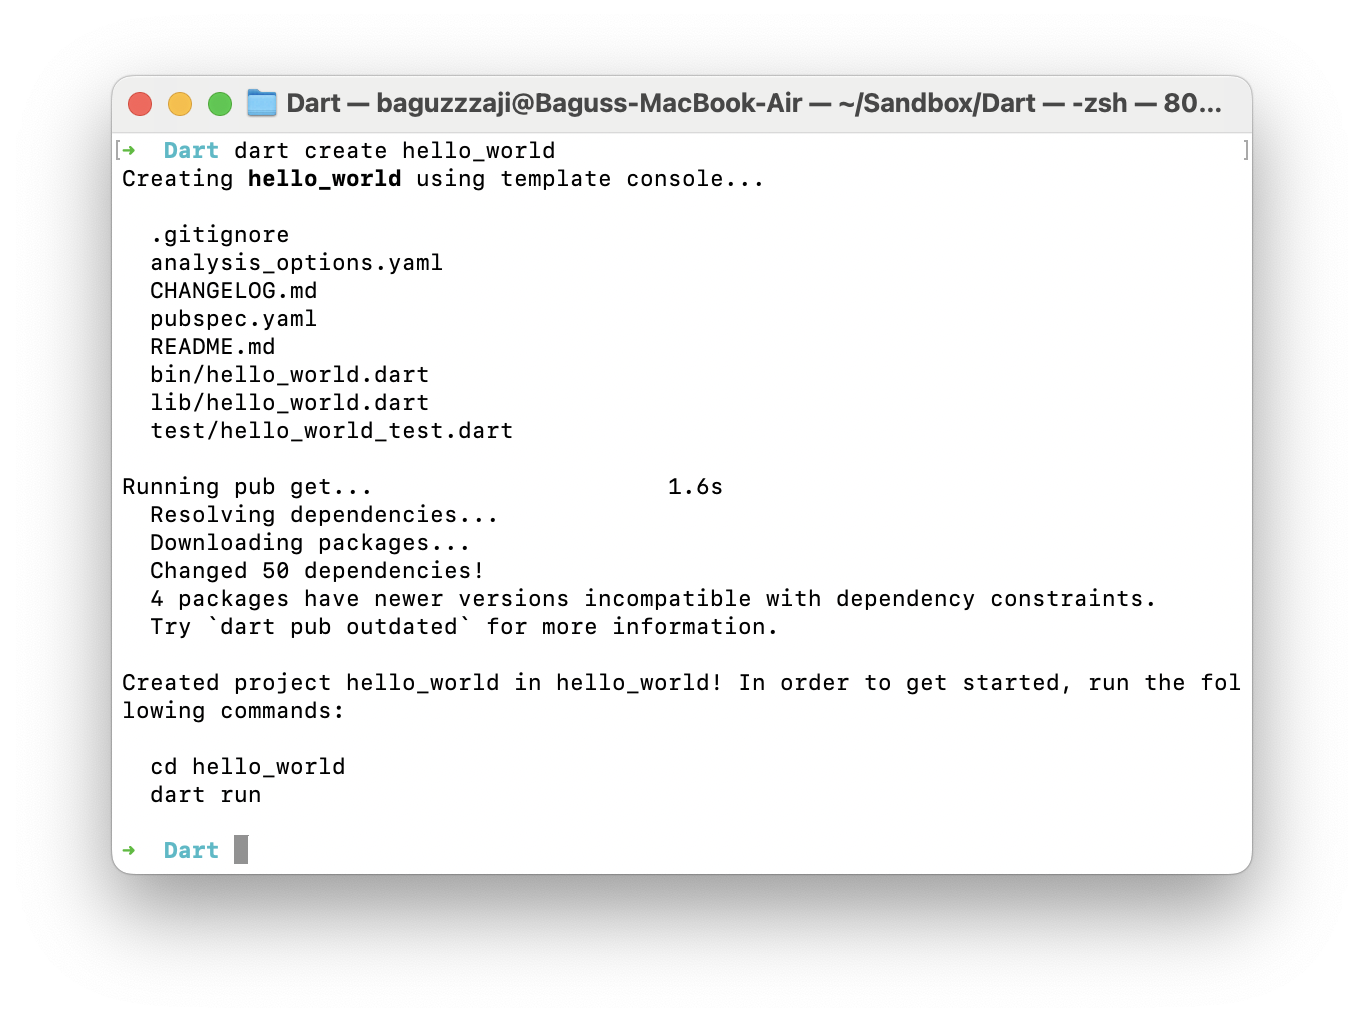 Dart — baguzzzaji@Baguss-MacBook-Air — ~/Sandbox/Dart — -zsh — 80...
[➜  Dart dart create hello_world ]
Creating hello_world using template console...
.gitignore
analysis_options.yaml
CHANGELOG.md
pubspec.yaml
README.md
bin/hello_world.dart
lib/hello_world.dart
test/hello_world_test.dart
Running pub get... 1.6s
Resolving dependencies...
Downloading packages...
Changed 50 dependencies!
4 packages have newer versions incompatible with dependency constraints.
Try `dart pub outdated` for more information.
Created project hello_world in hello_world! In order to get started, run the fol
lowing commands:
cd hello_world
dart run
➜  Dart